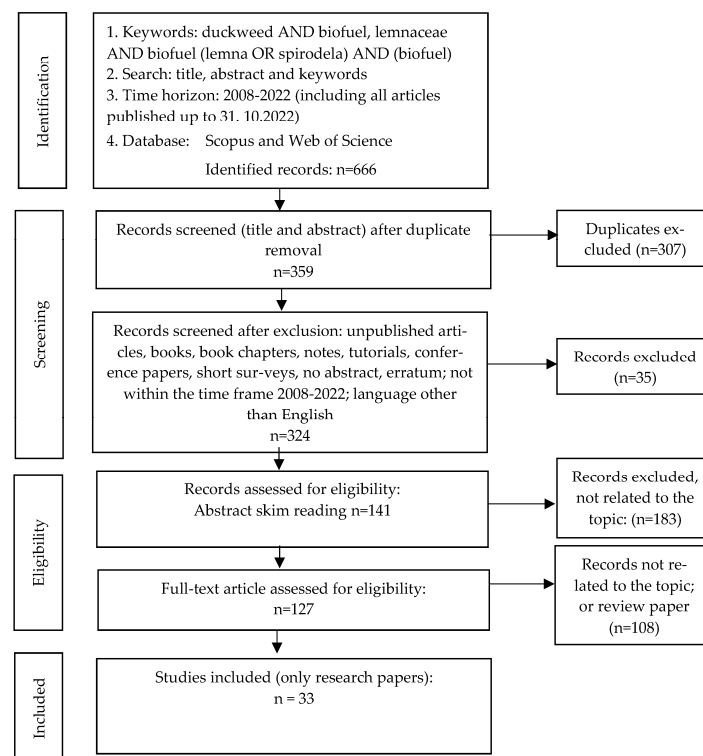 Identification
1. Keywords: duckweed AND biofuel, lemnaceae
AND biofuel (lemna OR spirodela) AND (biofuel)
2. Search: title, abstract and keywords
3. Time horizon: 2008-2022 (including all articles
published up to 31. 10.2022)
4. Database: Scopus and Web of Science
Identified records: n=666
Screening
Records screened (title and abstract) after duplicate
removal
n=359
Duplicates ex-
cluded (n=307)
Records screened after exclusion: unpublished arti-
cles, books, book chapters, notes, tutorials, confer-
ence papers, short sur-veys, no abstract, erratum; not
within the time frame 2008-2022; language other
than English
n=324
Records excluded
(n=35)
Eligibility
Records assessed for eligibility:
Abstract skim reading n=141
Records excluded,
not related to the
topic: (n=183)
Full-text article assessed for eligibility:
n=127
Records not re-
lated to the topic;
or review paper
(n=108)
Included
Studies included (only research papers):
n = 33